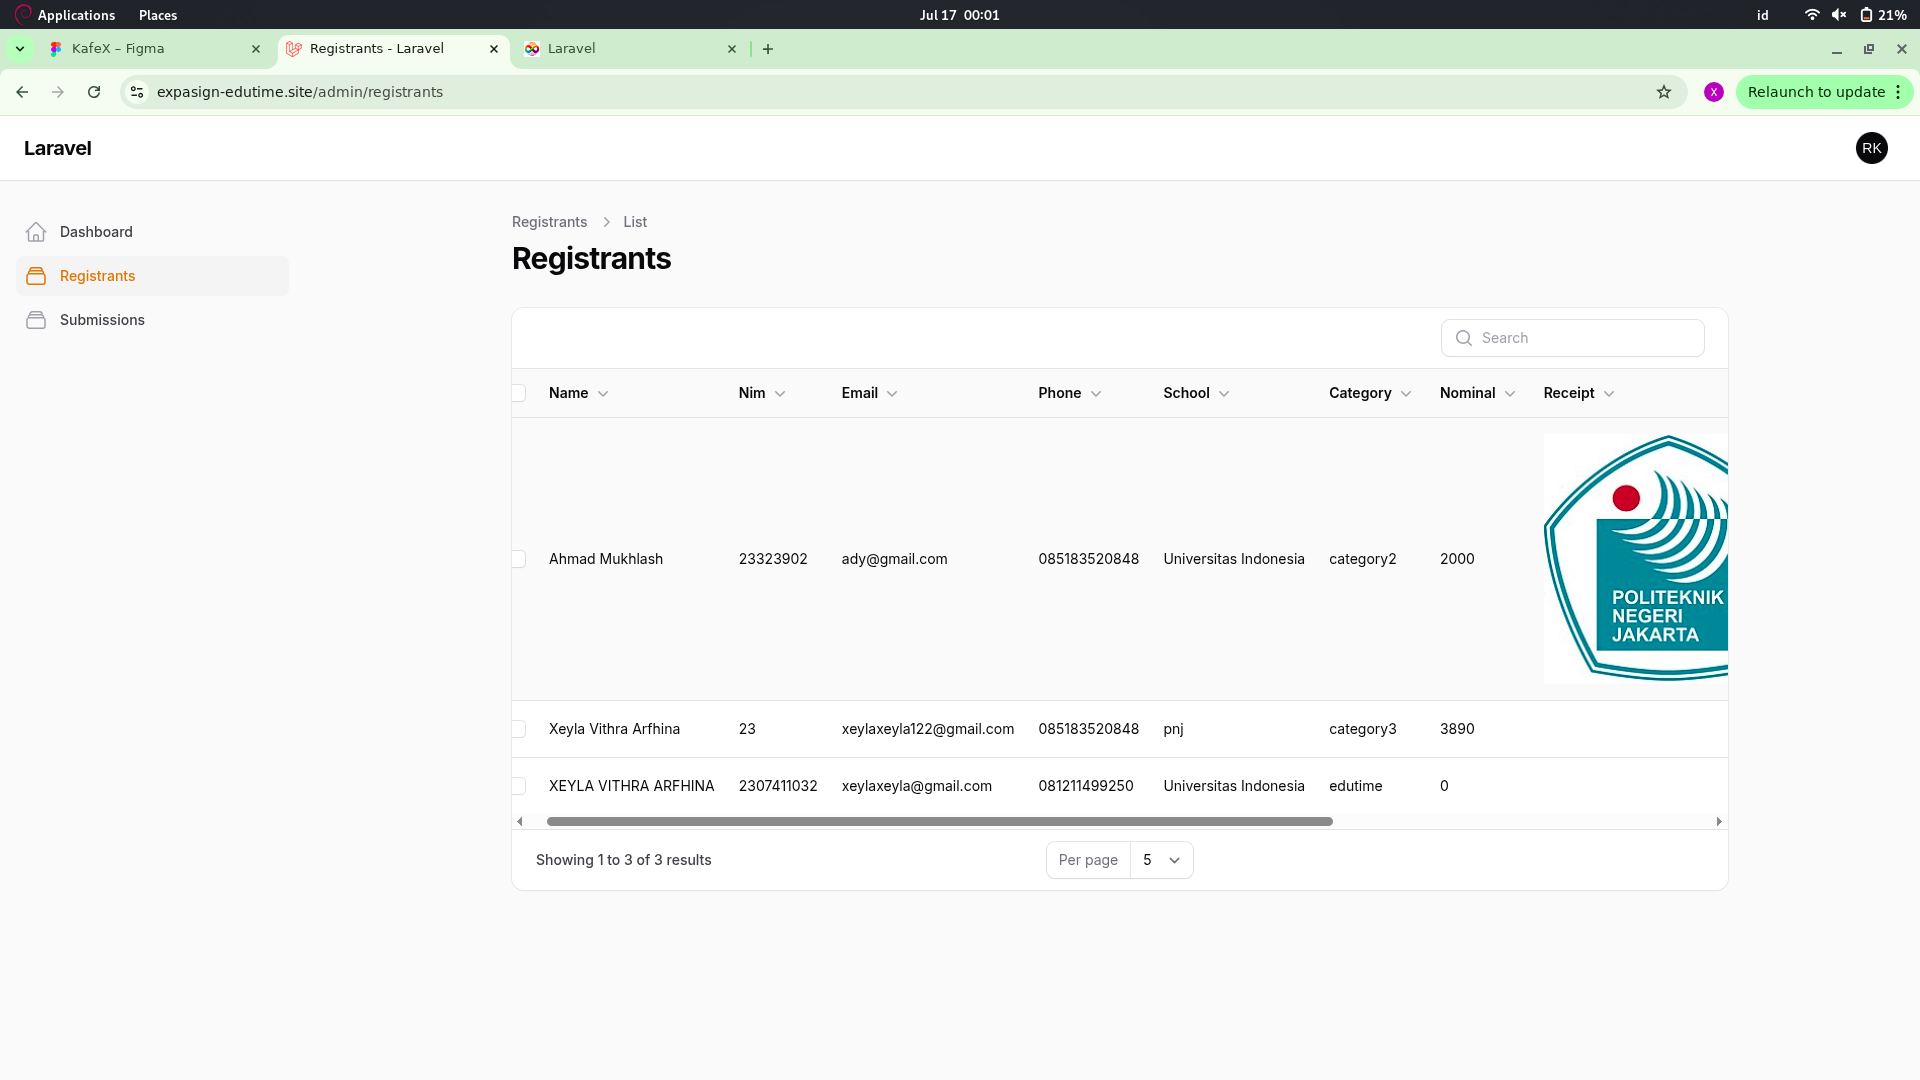 Applications Places Jul 17 00:01 id 21%
KafeX – Figma Registrants - Laravel Laravel
expasign-edutime.site/admin/registrants X Relaunch to update
Laravel RK
Dashboard
Registrants
Submissions
Registrants List
Registrants
Search
Name Nim Email Phone School Category Nominal Receipt
Ahmad Mukhlash 23323902 ady@gmail.com 085183520848 Universitas Indonesia category2 2000
POLITEKNIK
NEGERI
JAKARTA
Xeyla Vithra Arfhina 23 xeylaxeyla122@gmail.com 085183520848 pnj category3 3890
XEYLA VITHRA ARFHINA 2307411032 xeylaxeyla@gmail.com 081211499250 Universitas Indonesia edutime 0
Showing 1 to 3 of 3 results Per page 5